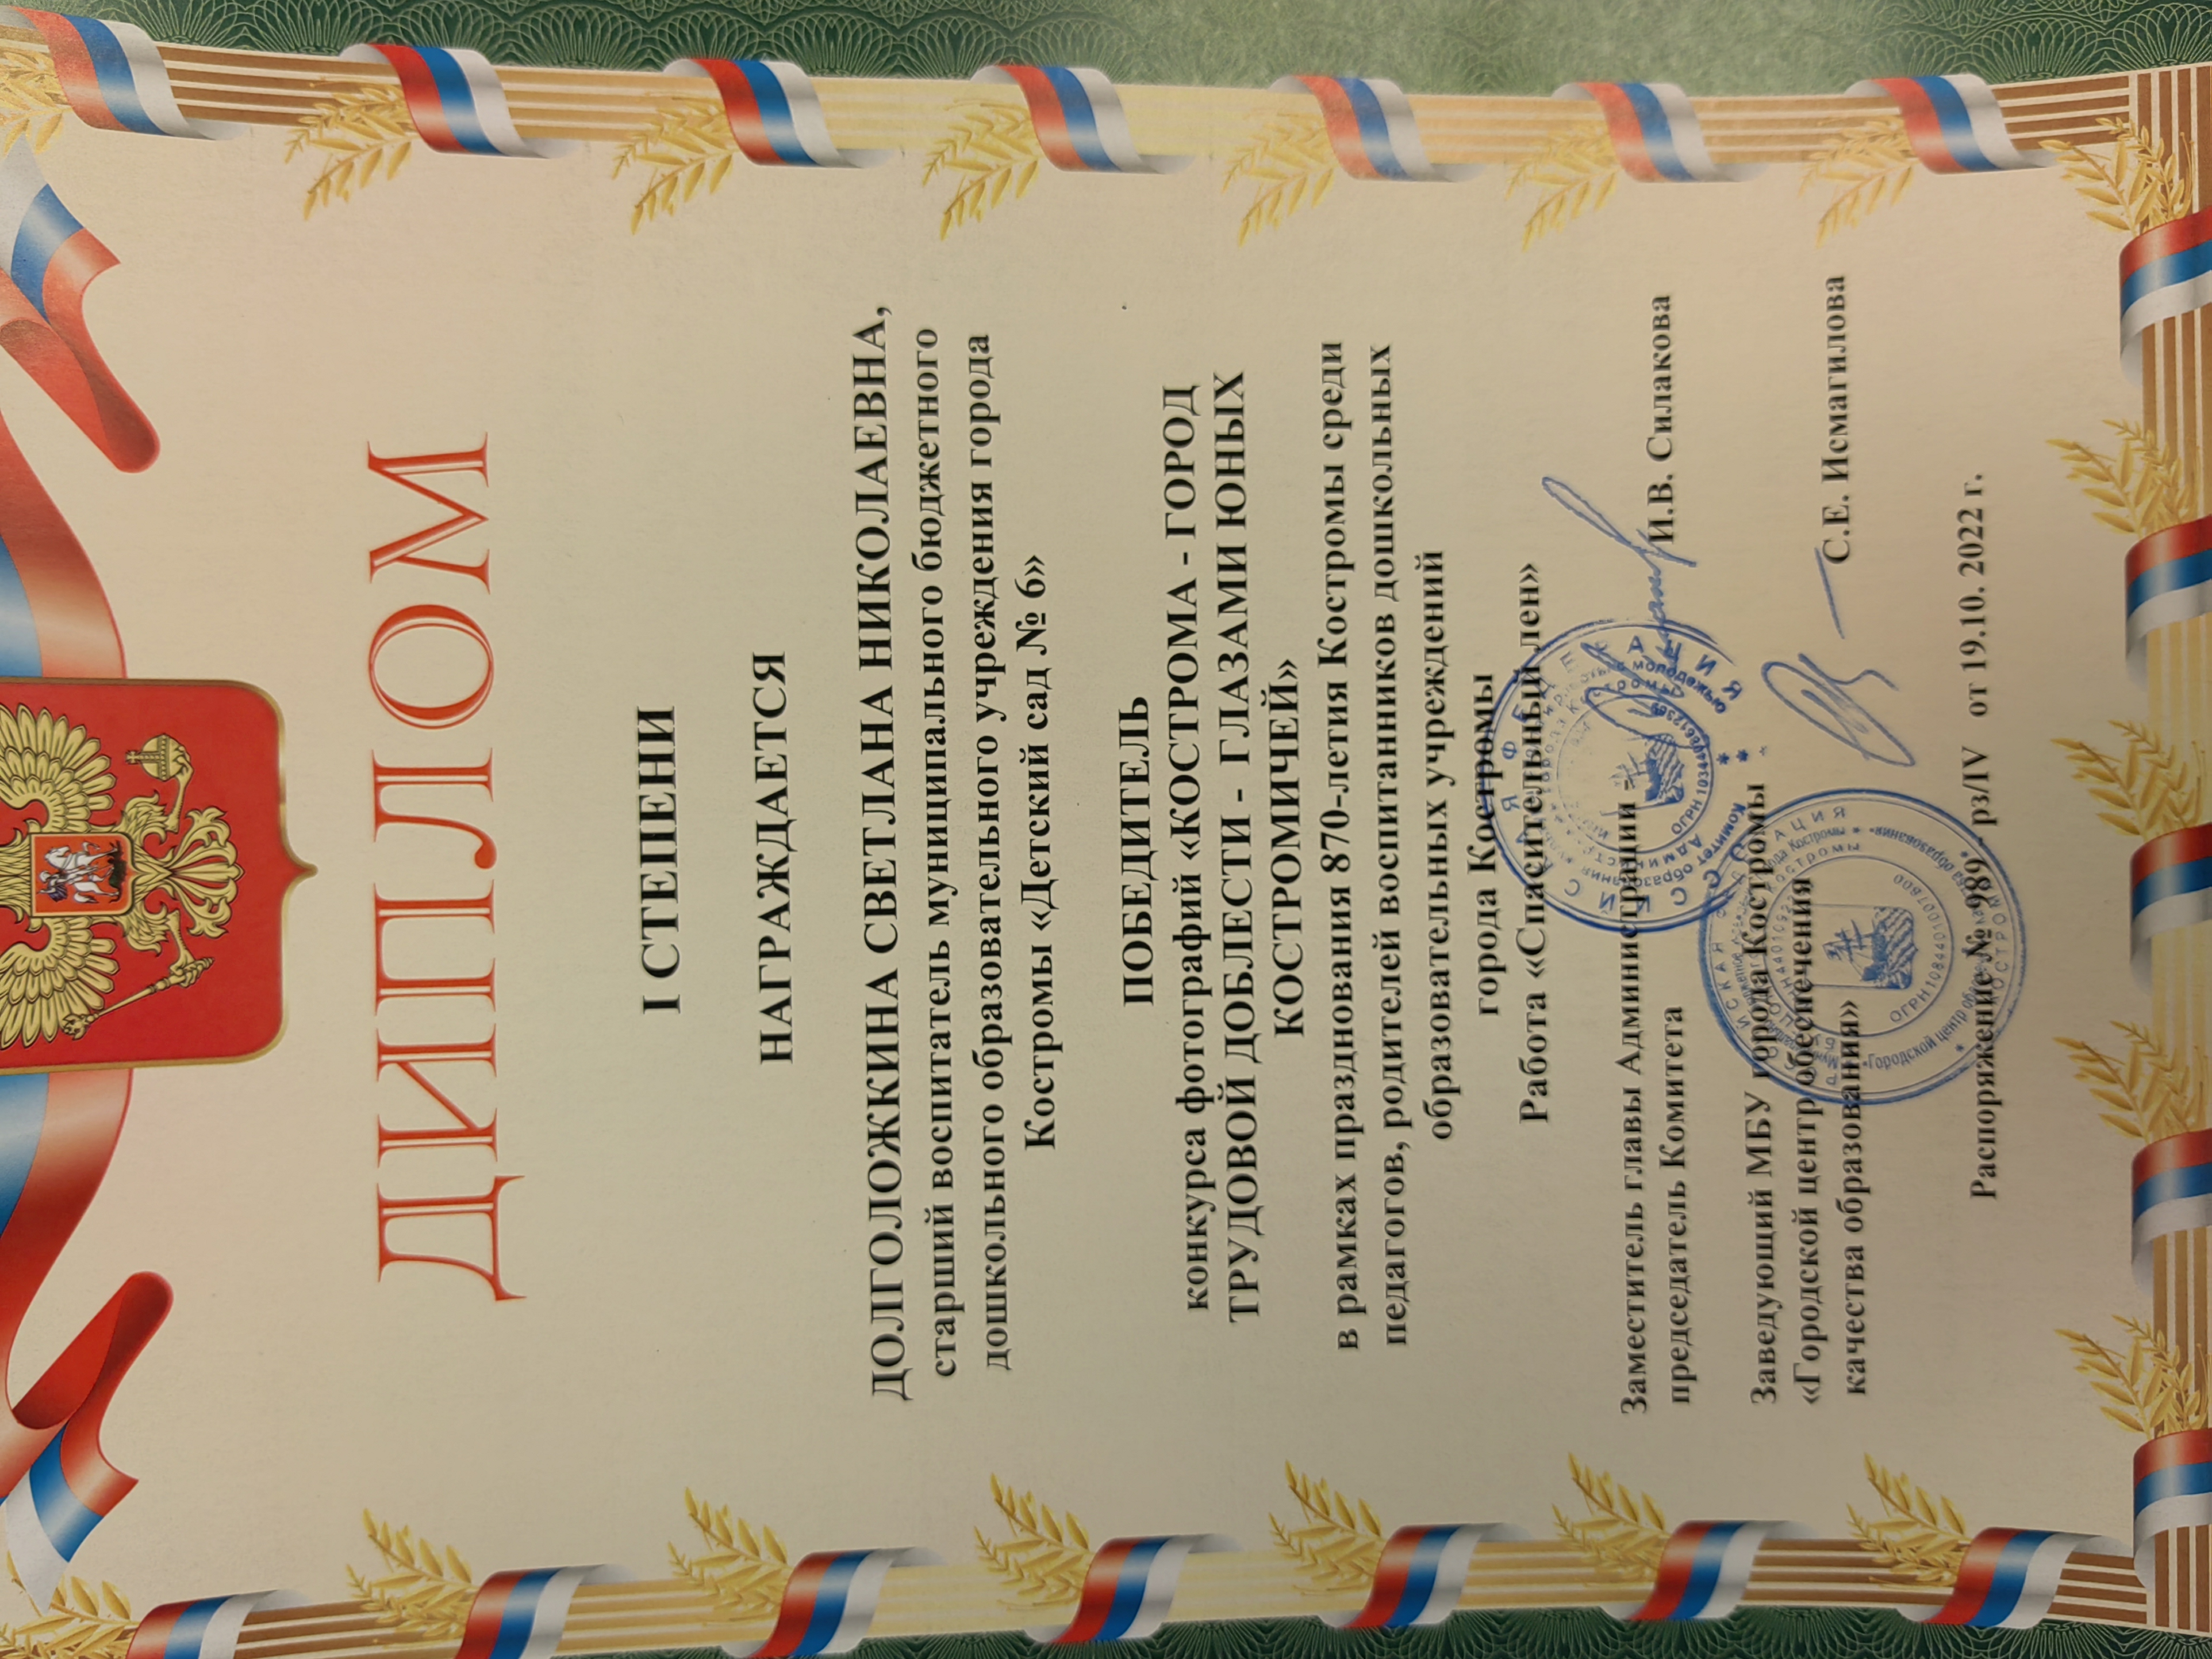 ДИПЛОМ
I СТЕПЕНИ
НАГРАЖДАЕТСЯ
ДОЛГОЛОЖКИНА СВЕТЛАНА НИКОЛАЕВНА,
старший воспитатель муниципального бюджетного
дошкольного образовательного учреждения города
Костромы «Детский сад № 6»
ПОБЕДИТЕЛЬ
конкурса фотографий «КОСТРОМА - ГОРОД
ТРУДОВОЙ ДОБЛЕСТИ - ГЛАЗАМИ ЮНЫХ
КОСТРОМИЧЕЙ»
в рамках празднования 870-летия Костромы среди
педагогов, родителей воспитанников дошкольных
образовательных учреждений
города Костромы
Работа «Спасительный лен»
Заместитель главы Администрации -
председатель Комитета И.В. Силакова
Заведующий МБУ города Костромы
«Городской центр обеспечения
качества образования» С.Е. Исмагилова
Распоряжение № 989 - рз/IV от 19.10. 2022 г.